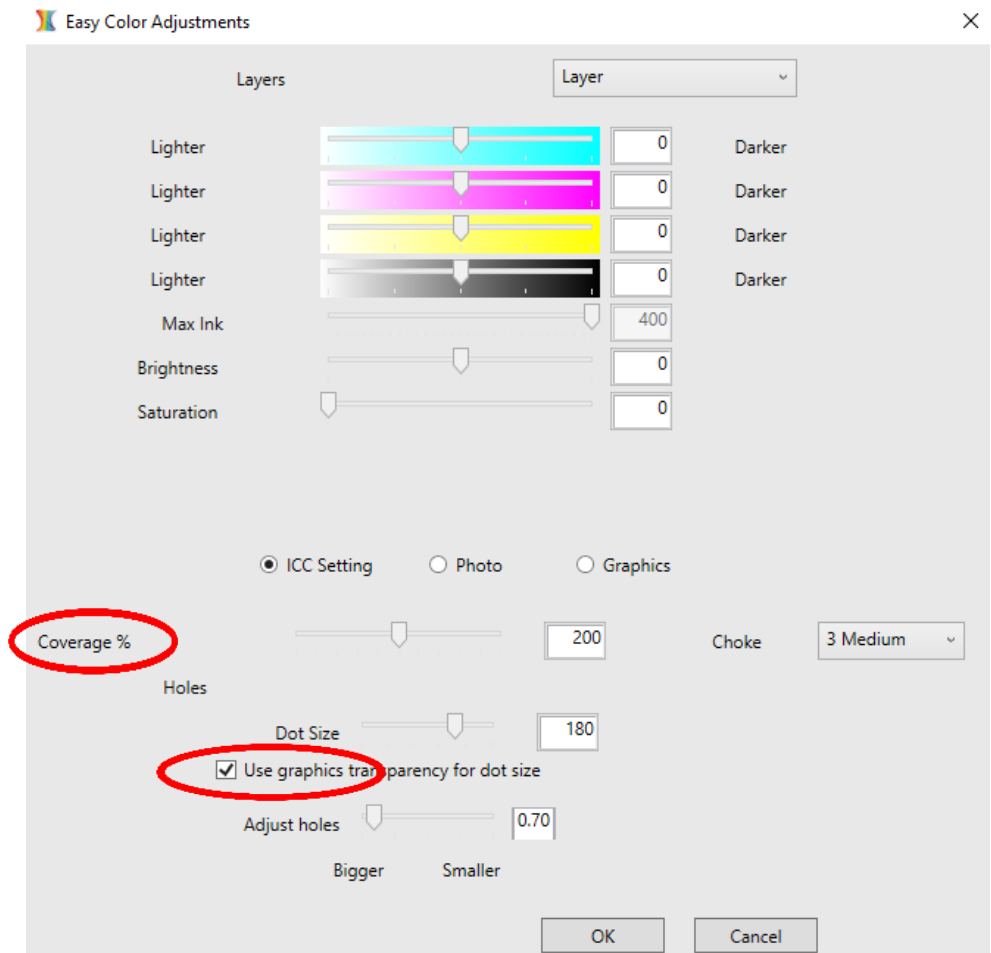 Easy Color Adjustments
Layers Layer
Lighter 0 Darker
Lighter 0 Darker
Lighter 0 Darker
Lighter 0 Darker
Max Ink 400
Brightness 0
Saturation 0
ICC Setting Photo Graphics
Coverage % 200 Choke 3 Medium
Holes
Dot Size 180
Use graphics transparency for dot size
Adjust holes 0.70
Bigger Smaller
OK Cancel